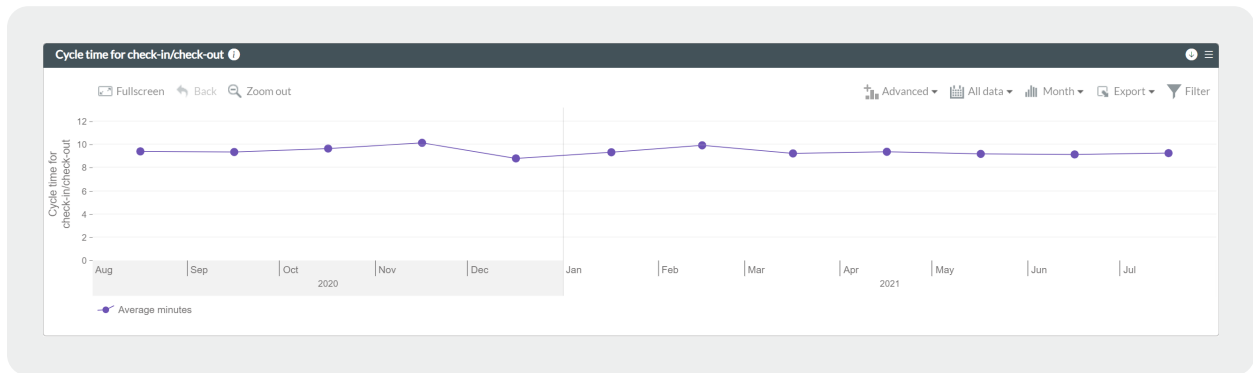 Cycle time for check-in/check-out i
Fullscreen Back Zoom out Advanced All data Month Export Filter
Cycle time for
check-in/check-out
12
10
8
6
4
2
0
Aug Sep Oct Nov Dec Jan Feb Mar Apr May Jun Jul
2020 2021
Average minutes